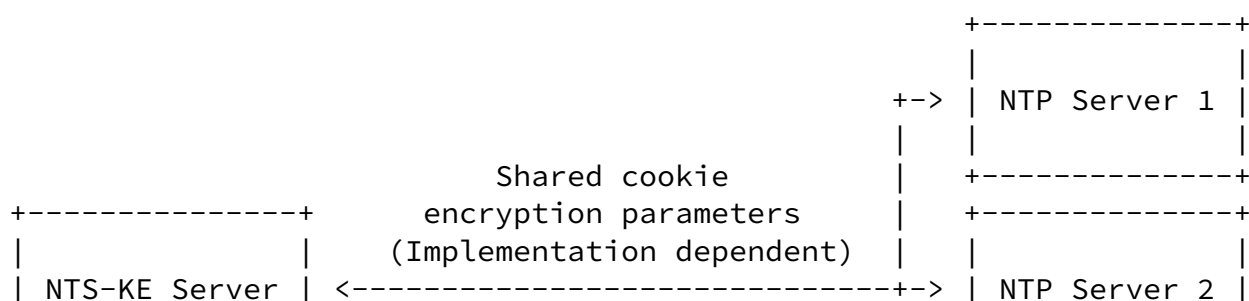 +--------------+
                                                              |              |
                                                         +-> | NTP Server 1 |
                                                         |   |              |
                              Shared cookie              |   +--------------+
+---------------+         encryption parameters          |   +--------------+
|               |       (Implementation dependent)       |   |              |
| NTS-KE Server | <--------------------------------------+-> | NTP Server 2 |